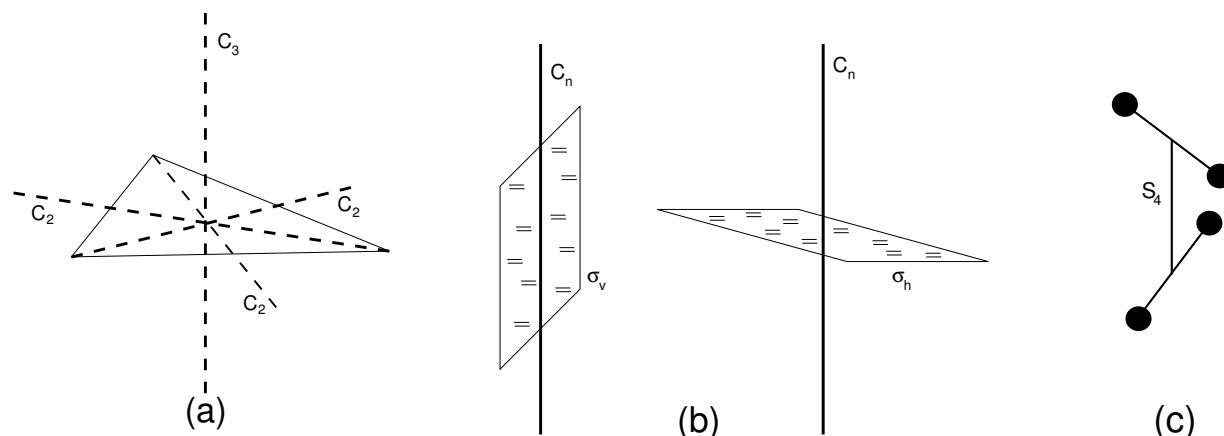 C₃
C₂
C₂
C₂
(a)
Cₙ
σᵥ
Cₙ
σₕ
(b)
S₄
(c)